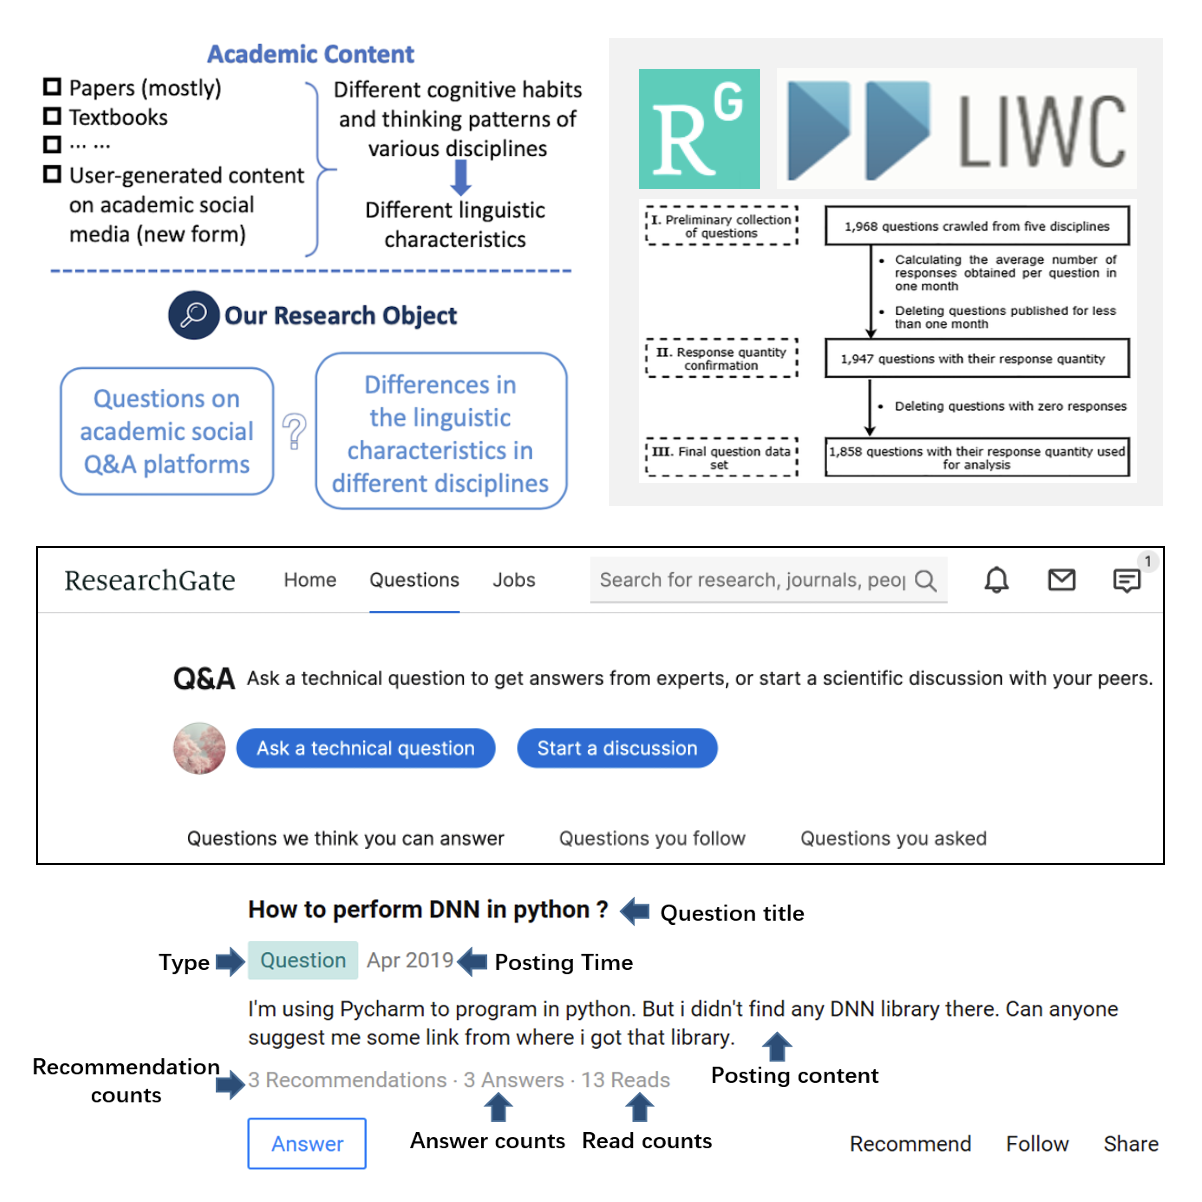 Academic Content
Papers (mostly)
Textbooks
... ...
User-generated content
on academic social
media (new form)
Different cognitive habits
and thinking patterns of
various disciplines
Different linguistic
characteristics
Our Research Object
Questions on
academic social
Q&A platforms
?
Differences in
the linguistic
characteristics in
different disciplines
RG
LIWC
I. Preliminary collection
of questions
1,968 questions crawled from five disciplines
• Calculating the average number of
responses obtained per question in
one month
• Deleting questions published for less
than one month
II. Response quantity
confirmation
1,947 questions with their response quantity
• Deleting questions with zero responses
III. Final question data
set
1,858 questions with their response quantity used
for analysis
ResearchGate Home Questions Jobs Search for research, journals, peop 1
Q&A Ask a technical question to get answers from experts, or start a scientific discussion with your peers.
Ask a technical question Start a discussion
Questions we think you can answer Questions you follow Questions you asked
How to perform DNN in python ? Question title
Type Question Apr 2019 Posting Time
I'm using Pycharm to program in python. But i didn't find any DNN library there. Can anyone
suggest me some link from where i got that library.
Posting content
Recommendation
counts
3 Recommendations · 3 Answers · 13 Reads
Answer counts Read counts
Answer Recommend Follow Share